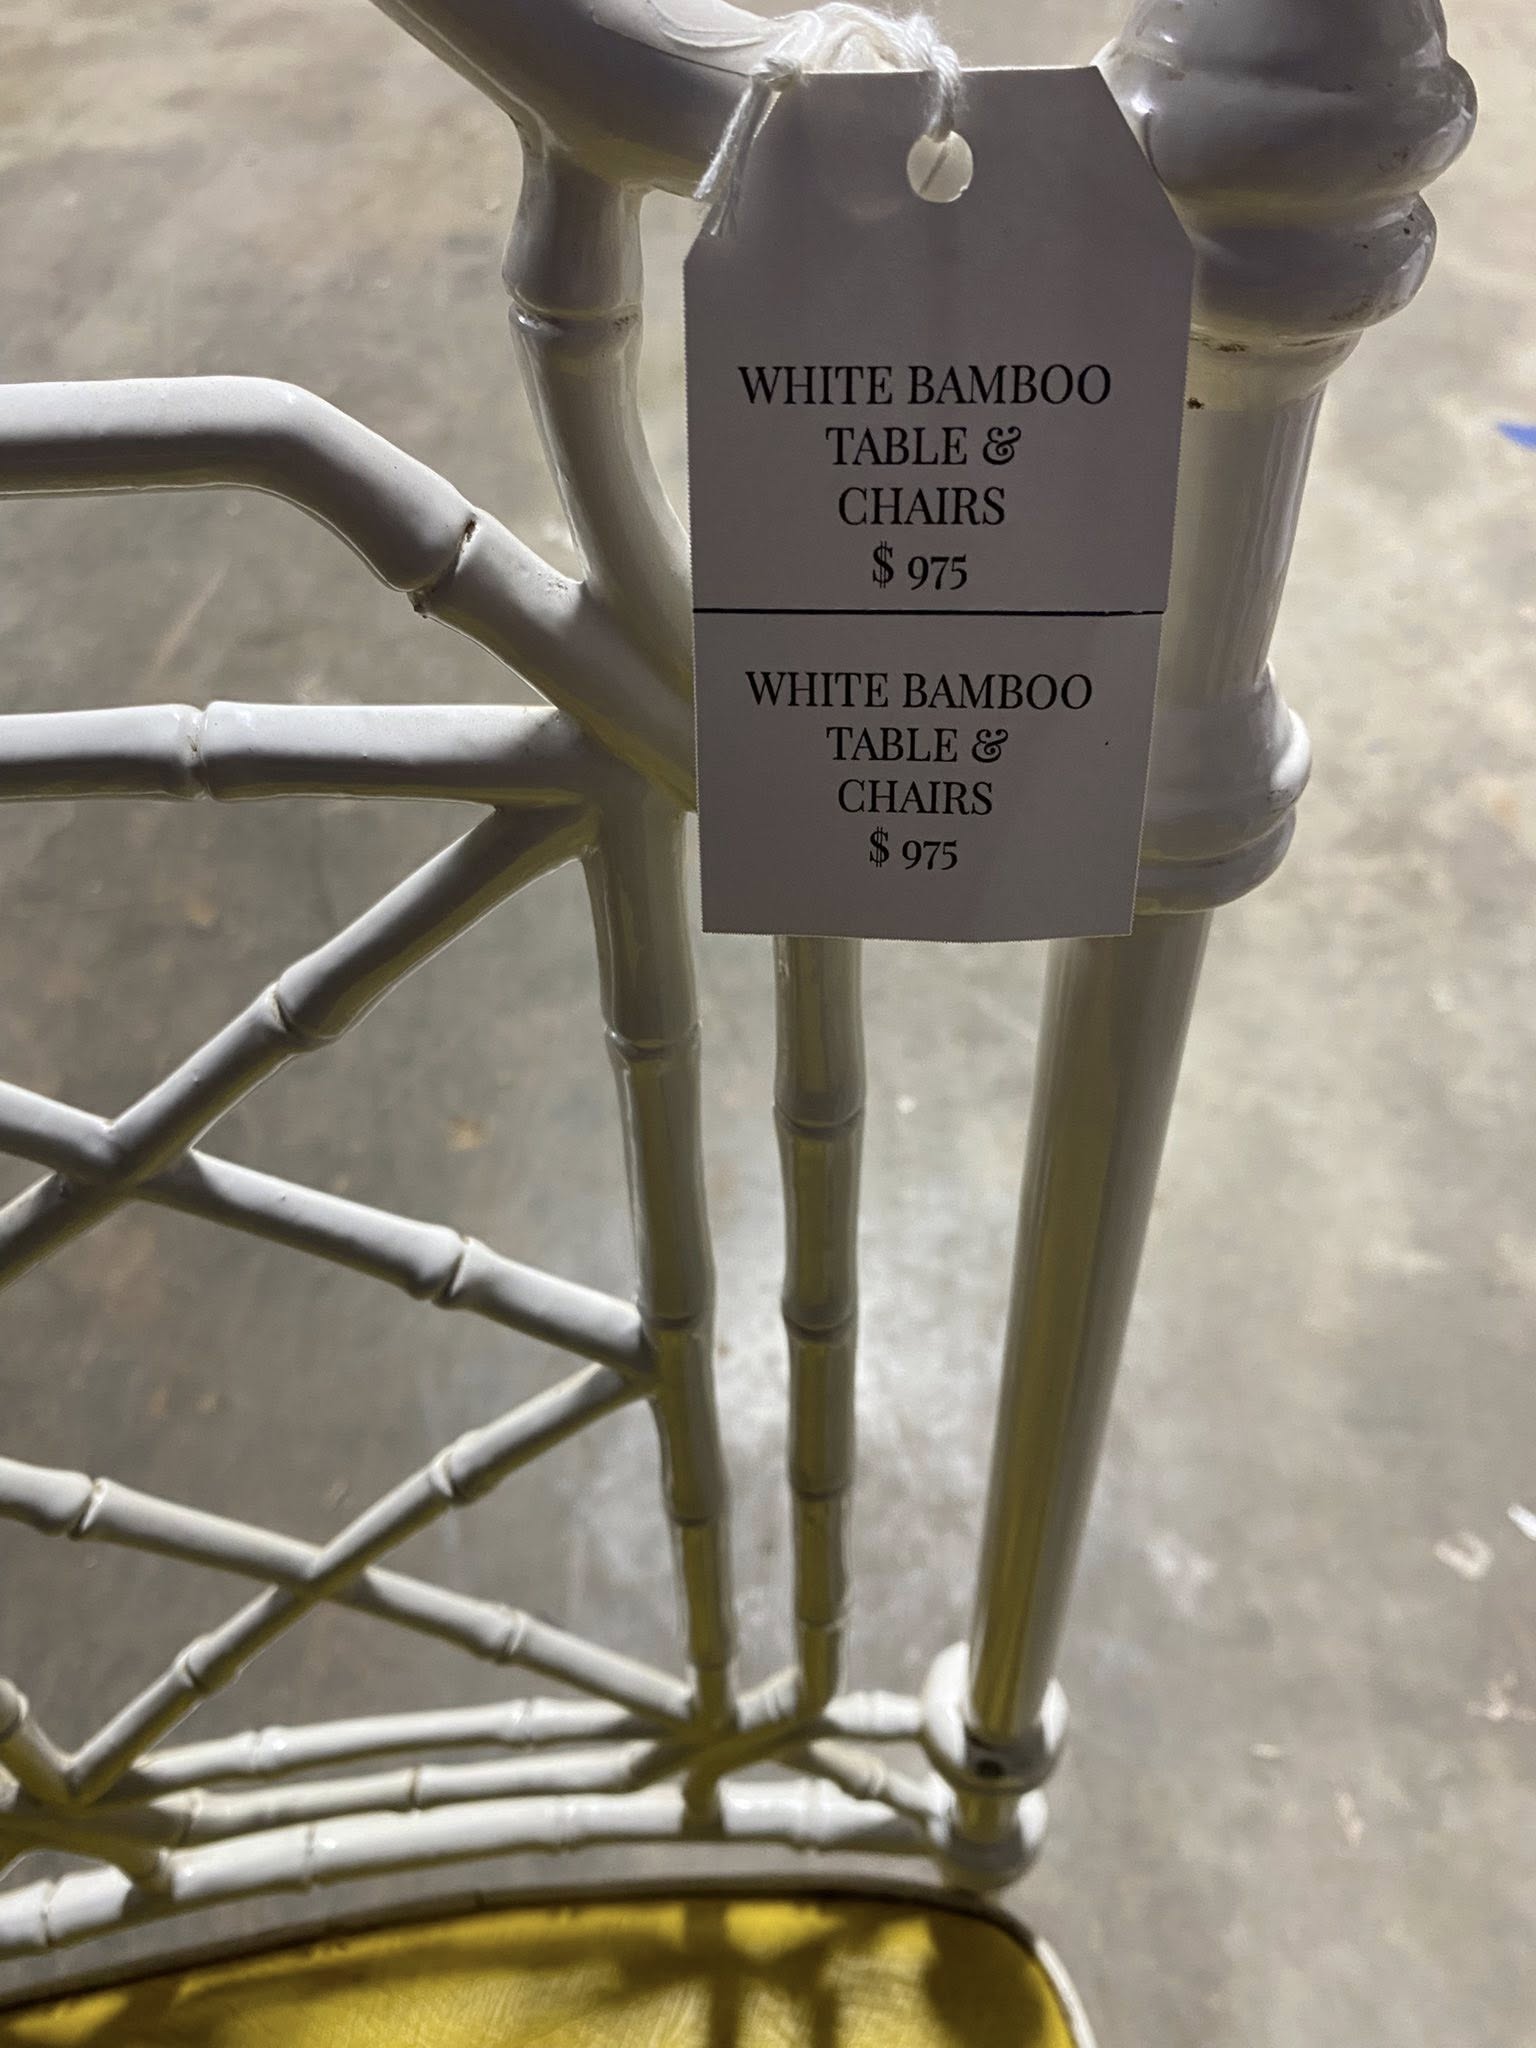 WHITE BAMBOO
TABLE &
CHAIRS
$ 975
WHITE BAMBOO
TABLE &
CHAIRS
$ 975